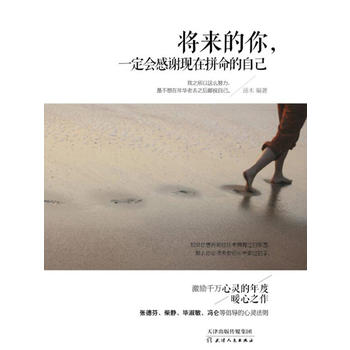 将来的你，
一定会感谢现在拼命的自己
我之所以这么努力，
是不想在年华老去之后鄙视自己。
汤木 编著
激励千万心灵的年度
暖心之作
张德芬、柴静、毕淑敏、冯仑等倡导的心灵法则
天津出版传媒集团
天津人民出版社